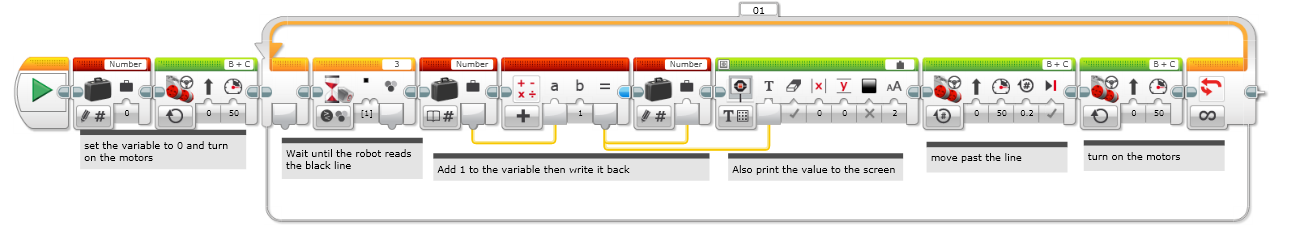 01
Number
B + C
3
Number
Number
B + C
B + C
a b =
T x y AA
#
0
0 50
[1]
#
1
#
T
0 0 2
#
0 50 0.2
0 50
set the variable to 0 and turn
on the motors
Wait until the robot reads
the black line
Add 1 to the variable then write it back
Also print the value to the screen
move past the line
turn on the motors